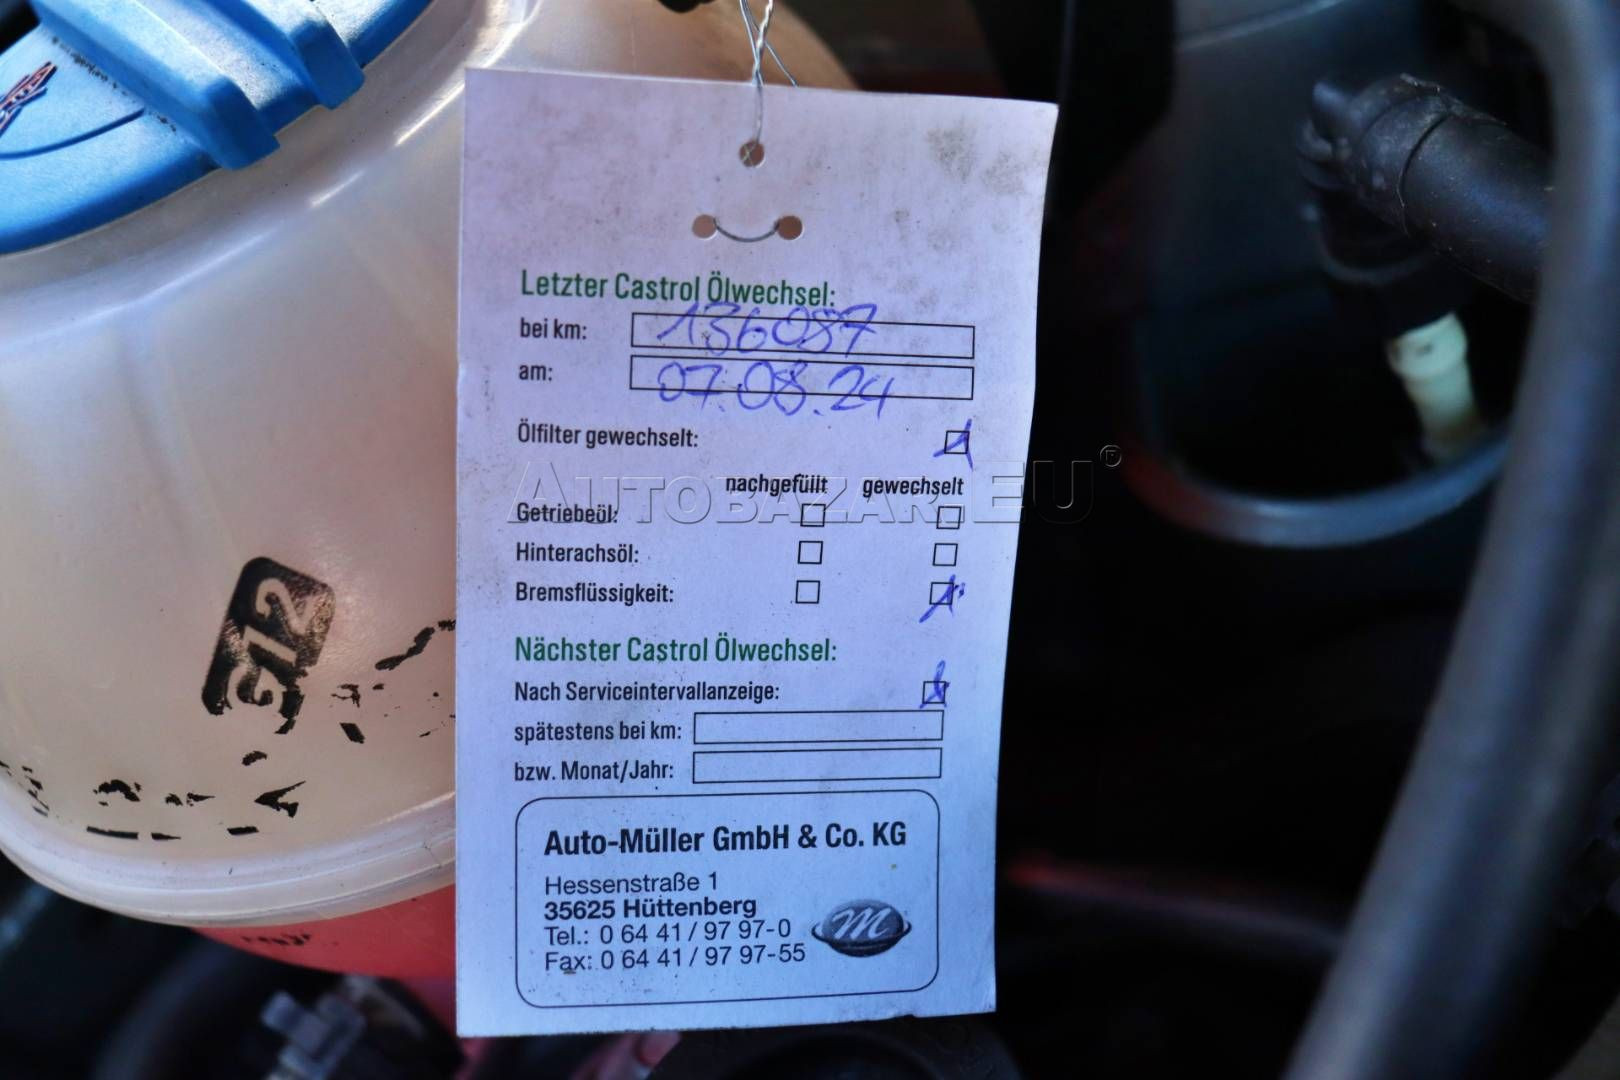 Letzter Castrol Ölwechsel:
bei km: 136087
am: 07.08.24
Ölfilter gewechselt:
nachgefüllt gewechselt
AUTOBAZAR.EU®
Getriebeöl:
Hinterachsöl:
Bremsflüssigkeit:
G12
Nächster Castrol Ölwechsel:
Nach Serviceintervallanzeige:
spätestens bei km:
bzw. Monat/Jahr:
Auto-Müller GmbH & Co. KG
Hessenstraße 1
35625 Hüttenberg
Tel.: 0 64 41 / 97 97-0
Fax: 0 64 41 / 97 97-55
M